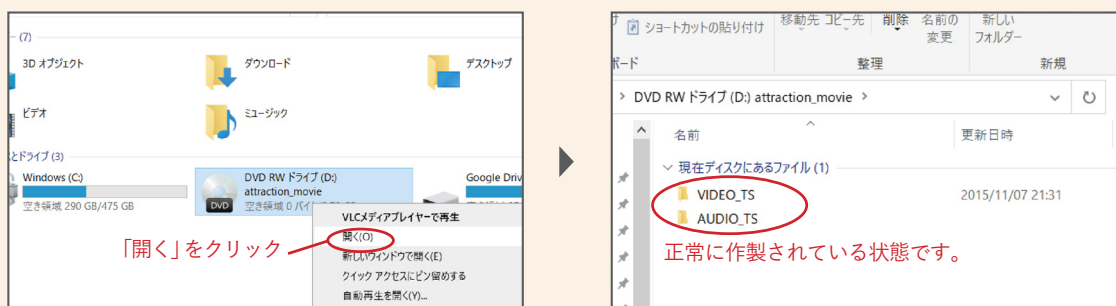 (7)
3D オブジェクト
ダウンロード
デスクトップ
ビデオ
ミュージック
とドライブ (3)
Windows (C:)
空き領域 290 GB/475 GB
DVD RW ドライブ (D:)
attraction_movie
空き領域 0 バイ
DVD
Google Driv
VLCメディアプレイヤーで再生
開く(O)
新しいウィンドウで開く(E)
クイック アクセスにピン留めする
自動再生を開く(Y)...
「開く」をクリック
ショートカットの貼り付け
移動先 コピー先
削除
名前の
変更
新しい
フォルダー
ボード
整理
新規
DVD RW ドライブ (D:) attraction_movie
名前
更新日時
現在ディスクにあるファイル (1)
VIDEO_TS
2015/11/07 21:31
AUDIO_TS
正常に作製されている状態です。